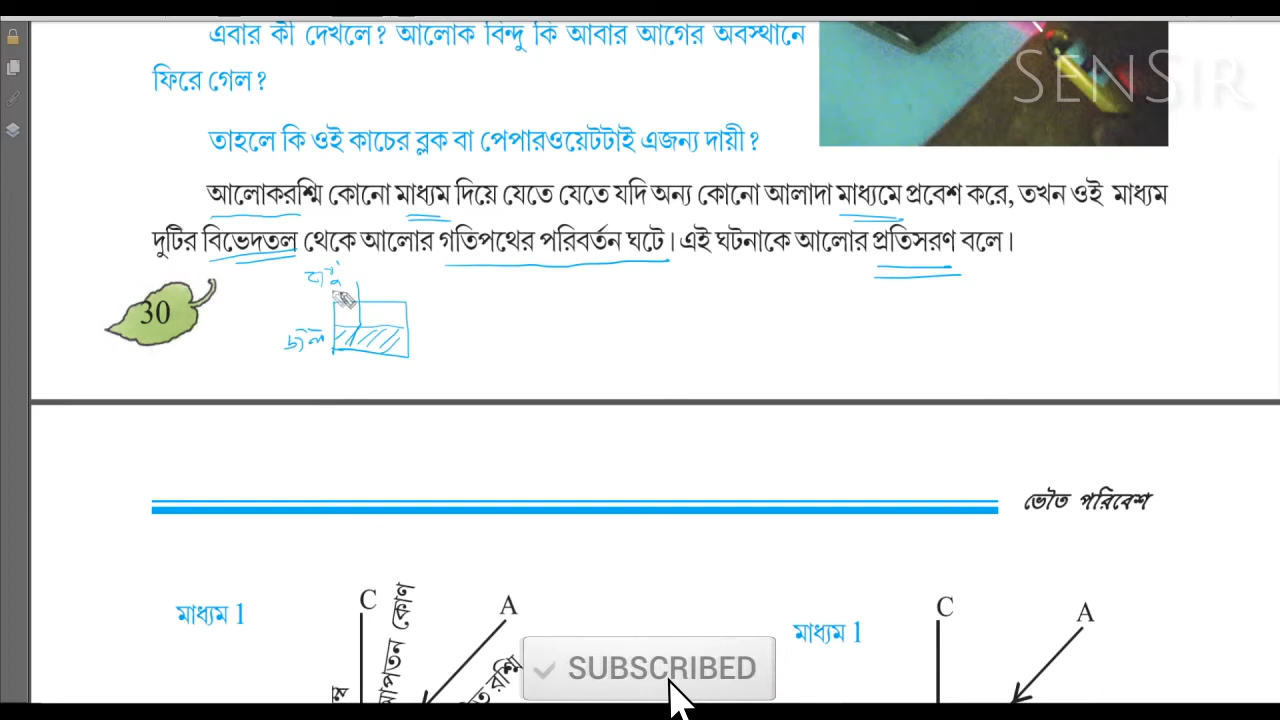 এবার কী দেখলে? আলোক বিন্দু কি আবার আগের অবস্থানে
ফিরে গেল?
SENSIR
তাহলে কি ওই কাচের ব্লক বা পেপারওয়েটটাই এজন্য দায়ী?
আলোকরশ্মি কোনো মাধ্যম দিয়ে যেতে যেতে যদি অন্য কোনো আলাদা মাধ্যমে প্রবেশ করে, তখন ওই মাধ্যম
দুটির বিভেদতল থেকে আলোর গতিপথের পরিবর্তন ঘটে। এই ঘটনাকে আলোর প্রতিসরণ বলে।
বায়ু
30
জল
ভৌত পরিবেশ
মাধ্যম 1
C
কোণ
A
মাধ্যম 1
C
A
আপতন
রশ্মি
SUBSCRIBED